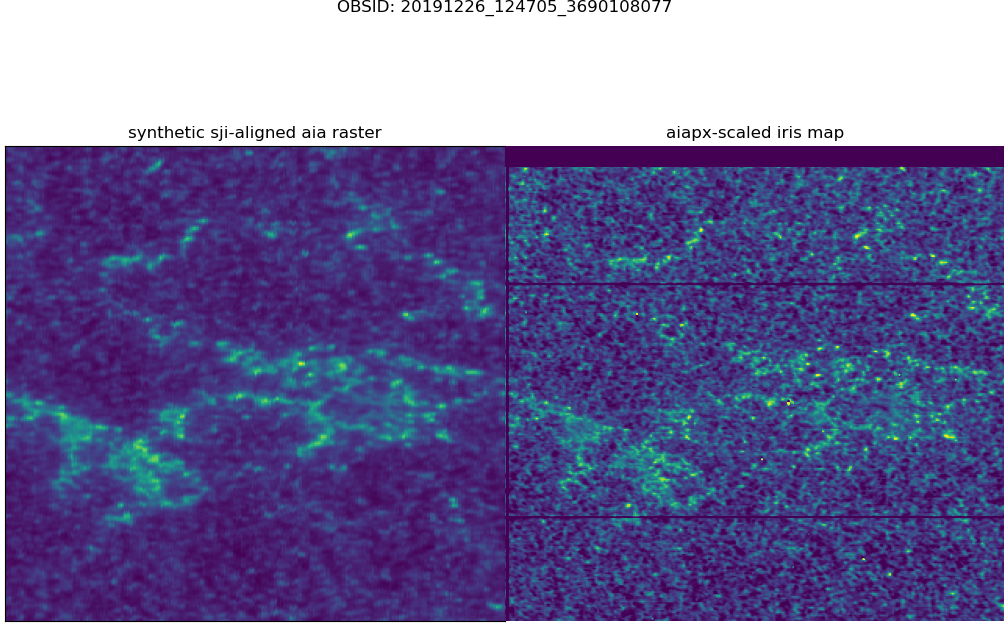 OBSID: 20191226_124705_3690108077
synthetic sji-aligned aia raster
aiapx-scaled iris map